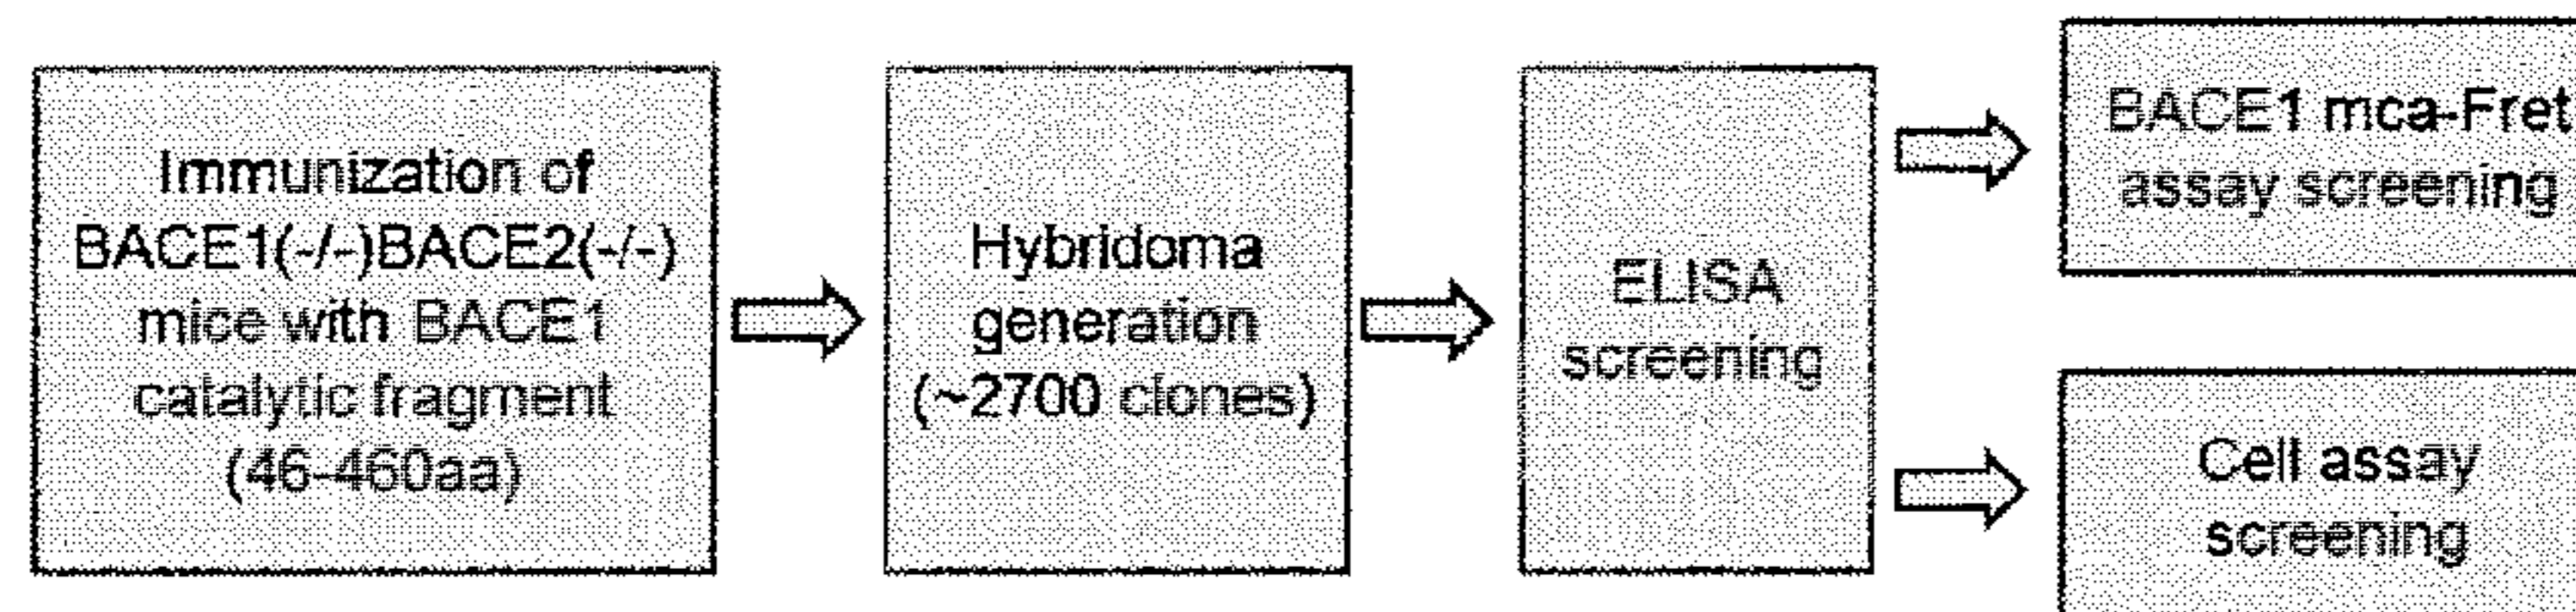 Immunization of
BACE1(-/-)BACE2(-/-)
mice with BACE1
catalytic fragment
(46-460aa)
Hybridoma
generation
(~2700 clones)
ELISA
screening
BACE1 mca-Fret
assay screening
Cell assay
screening